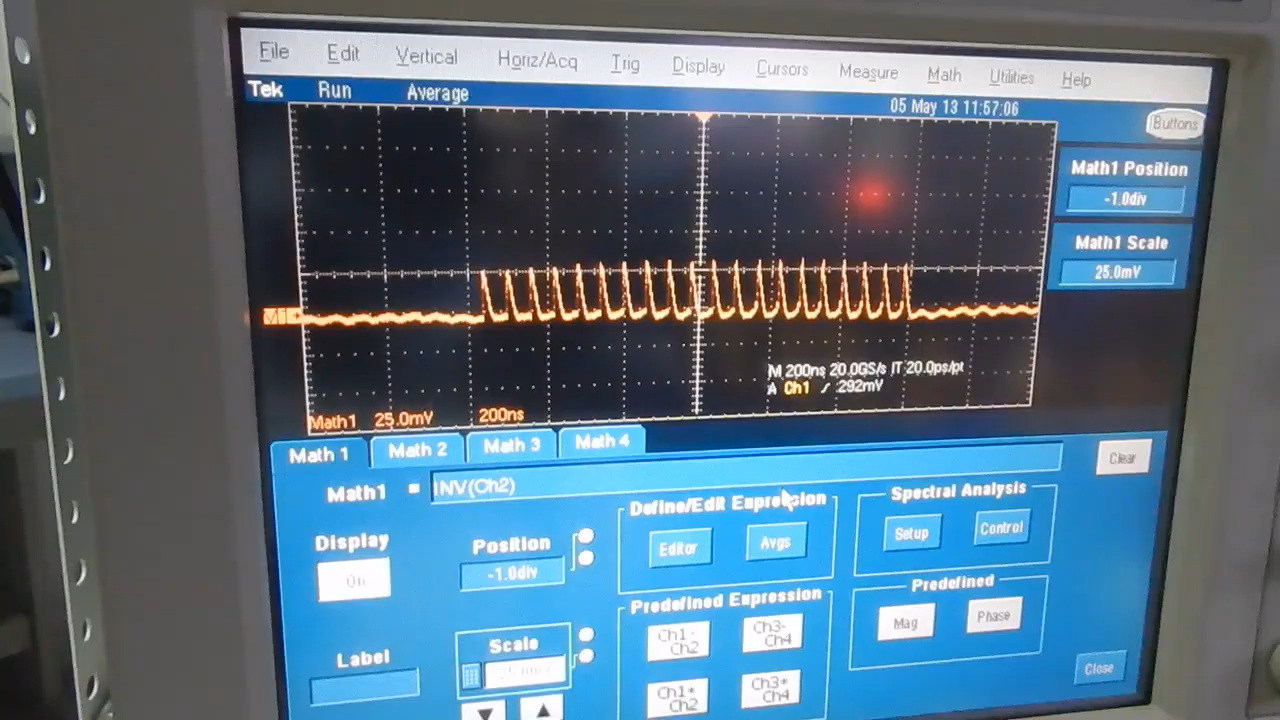 File Edit Vertical Horiz/Acq Trig Display Cursors Measure Math Utilities Help
Tek Run Average 05 May 13 11:57:06
Buttons
Math1 Position
-1.0div
Math1 Scale
25.0mV
M1
M 200ns 20.0GS/s IT 20.0ps/pt
A Ch1 / 292mV
Math1 25.0mV 200ns
Math 1 Math 2 Math 3 Math 4
Clear
Math1 = INV(Ch2)
Display
On
Position
-1.0div
Define/Edit Expression
Editor Avgs
Spectral Analysis
Setup Control
Label
Scale
Predefined Expression
Ch1-
Ch2
Ch3-
Ch4
Ch1*
Ch2
Ch3*
Ch4
Predefined
Mag Phase
Close